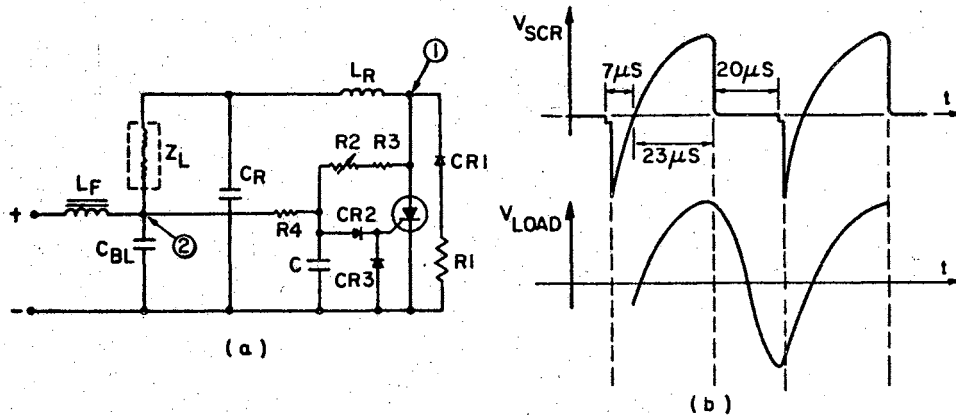 ①
L_R
R2 R3
Z_L
CR1
L_F
C_R
+
R4
CR2
②
C_BL
C
CR3
R1
-
(a)
V_SCR
7μS
20μS
t
23μS
V_LOAD
t
(b)